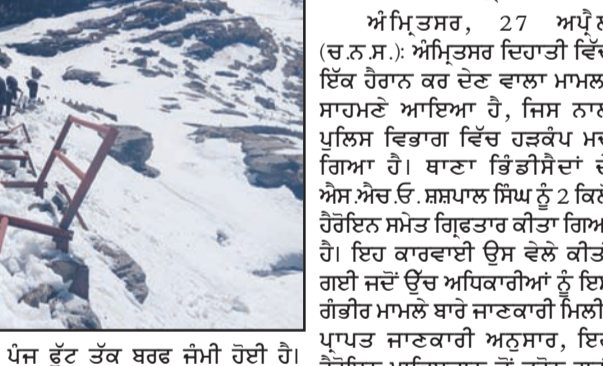 ਪੰਜ ਫੁੱਟ ਤੱਕ ਬਰਫ ਜੰਮੀ ਹੋਈ ਹੈ।
ਅੰਮ੍ਰਿਤਸਰ, 27
(ਚ.ਨ.ਸ.): ਅੰਮ੍ਰਿਤਸਰ ਦਿਹਾਤੀ
ਇੱਕ ਹੈਰਾਨ ਕਰ ਦੇਣ ਵਾਲਾ
ਸਾਹਮਣੇ ਆਇਆ ਹੈ, ਜਿਸ
ਪੁਲਿਸ ਵਿਭਾਗ ਵਿੱਚ ਹੜਕੰਪ
ਗਿਆ ਹੈ। ਥਾਣਾ ਭਿੰਡੀਸੈਦਾਂ
ਐਸ.ਐਚ.ਓ. ਸ਼ਸ਼ਪਾਲ ਸਿੰਘ ਨੂੰ 2
ਹੈਰੋਇਨ ਸਮੇਤ ਗ੍ਰਿਫਤਾਰ ਕੀਤਾ
ਹੈ। ਇਹ ਕਾਰਵਾਈ ਉਸ ਵੇਲੇ
ਗਈ ਜਦੋਂ ਉੱਚ ਅਧਿਕਾਰੀਆਂ ਨੂੰ
ਗੰਭੀਰ ਮਾਮਲੇ ਬਾਰੇ ਜਾਣਕਾਰੀ
ਪ੍ਰਾਪਤ ਜਾਣਕਾਰੀ ਅਨੁਸਾਰ,